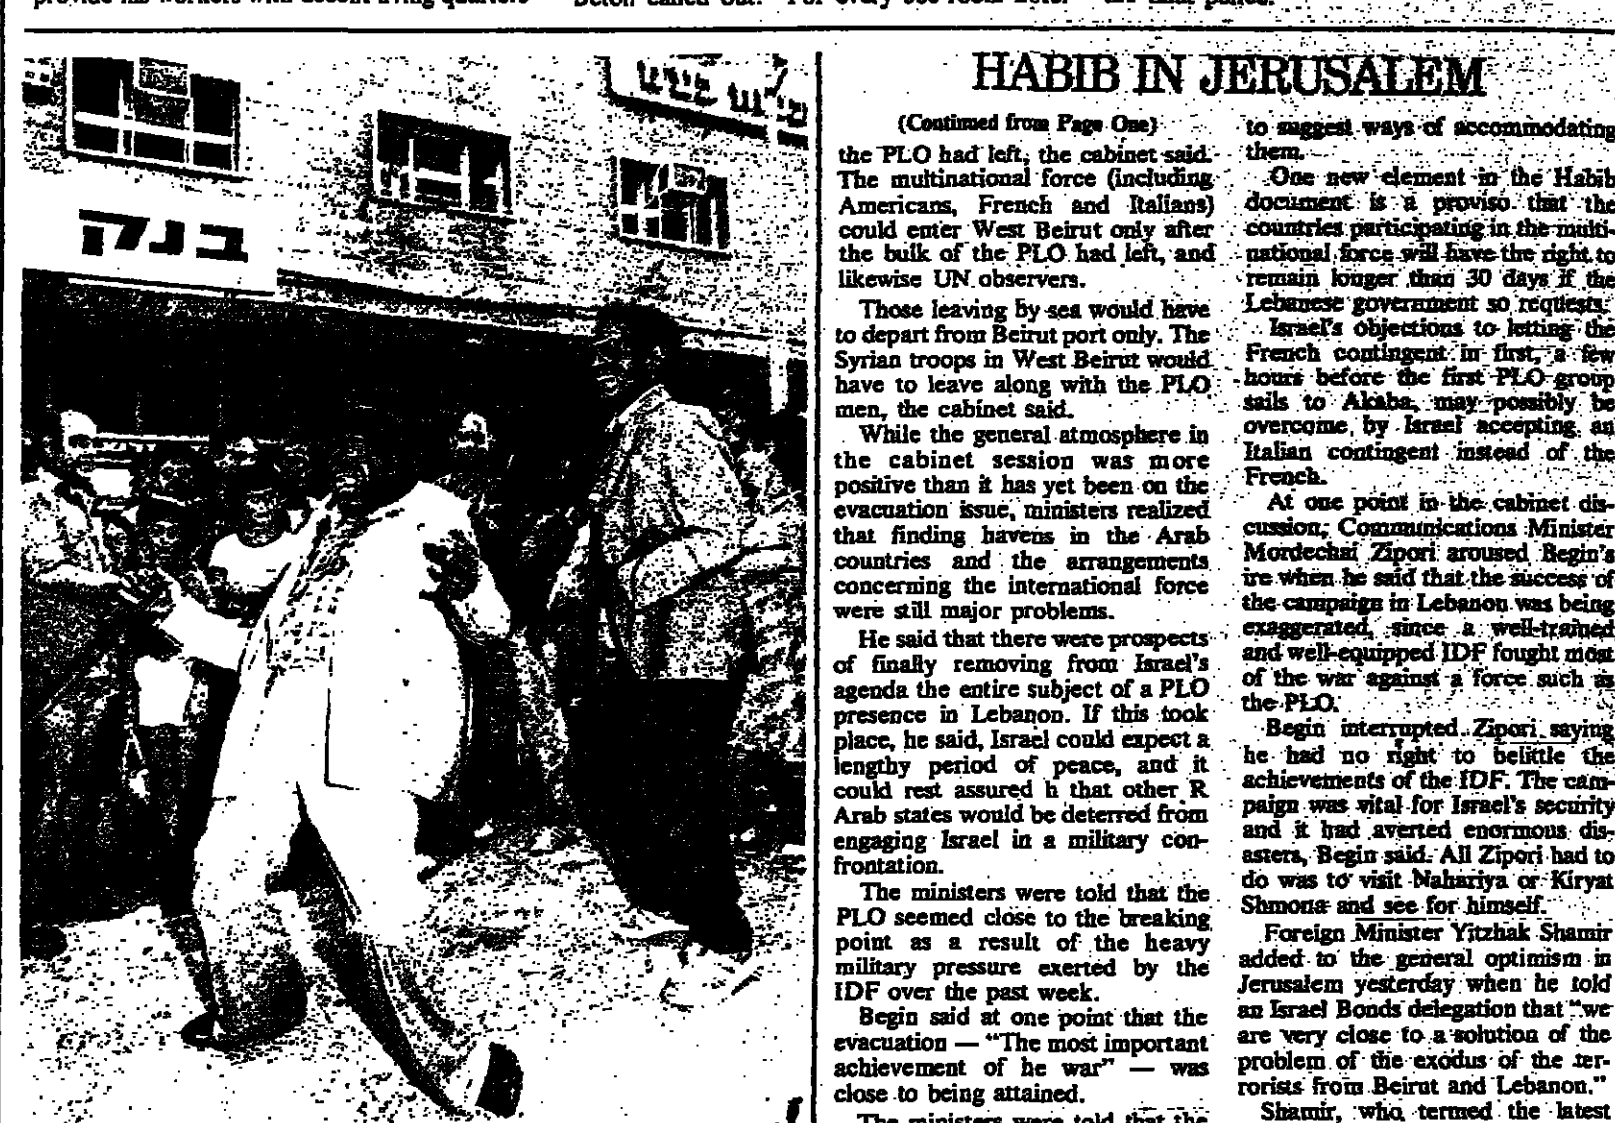 HABIB IN JERUSALEM
(Continued from Page One)
the PLO had left, the cabinet said.
The multinational force (including
Americans, French and Italians)
could enter West Beirut only after
the bulk of the PLO had left, and
likewise UN observers.
Those leaving by sea would have
to depart from Beirut port only. The
Syrian troops in West Beirut would
have to leave along with the PLO
men, the cabinet said.
While the general atmosphere in
the cabinet session was more
positive than it has yet been on the
evacuation issue, ministers realized
that finding havens in the Arab
countries and the arrangements
concerning the international force
were still major problems.
He said that there were prospects
of finally removing from Israel's
agenda the entire subject of a PLO
presence in Lebanon. If this took
place, he said, Israel could expect a
lengthy period of peace, and it
could rest assured h that other R
Arab states would be deterred from
engaging Israel in a military con-
frontation.
The ministers were told that the
PLO seemed close to the breaking
point as a result of the heavy
military pressure exerted by the
IDF over the past week.
Begin said at one point that the
evacuation — "The most important
achievement of he war" — was
close to being attained.
The ministers were told that the
to suggest ways of accommodating
them.
One new element in the Habib
document is a proviso that the
countries participating in the multi-
national force will have the right to
remain longer than 30 days if the
Lebanese government so requests.
Israel's objections to letting the
French contingent in first, a few
hours before the first PLO group
sails to Akaba, may possibly be
overcome by Israel accepting an
Italian contingent instead of the
French.
At one point in the cabinet dis-
cussion, Communications Minister
Mordechai Zipori aroused Begin's
ire when he said that the success of
the campaign in Lebanon was being
exaggerated, since a well-trained
and well-equipped IDF fought most
of the war against a force such as
the PLO.
Begin interrupted Zipori saying
he had no right to belittle the
achievements of the IDF. The cam-
paign was vital for Israel's security
and it had averted enormous dis-
asters, Begin said. All Zipori had to
do was to visit Nahariya or Kiryat
Shmona and see for himself.
Foreign Minister Yitzhak Shamir
added to the general optimism in
Jerusalem yesterday when he told
an Israel Bonds delegation that "we
are very close to a solution of the
problem of the exodus of the ter-
rorists from Beirut and Lebanon."
Shamir, who termed the latest
בנק